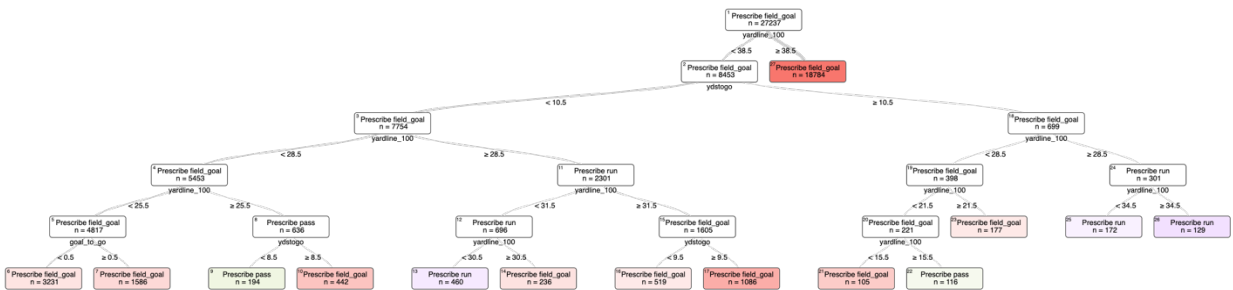 1 Prescribe field_goal
n = 27237
yardline_100
< 38.5 ≥ 38.5
2 Prescribe field_goal
n = 8453
ydstogo
27 Prescribe field_goal
n = 18784
< 10.5 ≥ 10.5
3 Prescribe field_goal
n = 7754
yardline_100
18 Prescribe field_goal
n = 699
yardline_100
< 28.5 ≥ 28.5 < 28.5 ≥ 28.5
4 Prescribe field_goal
n = 5453
yardline_100
11 Prescribe run
n = 2301
yardline_100
19 Prescribe field_goal
n = 398
yardline_100
24 Prescribe run
n = 301
yardline_100
< 25.5 ≥ 25.5 < 31.5 ≥ 31.5 < 21.5 ≥ 21.5 < 34.5 ≥ 34.5
5 Prescribe field_goal
n = 4817
goal_to_go
8 Prescribe pass
n = 636
ydstogo
12 Prescribe run
n = 696
yardline_100
15 Prescribe field_goal
n = 1605
ydstogo
20 Prescribe field_goal
n = 221
yardline_100
23 Prescribe field_goal
n = 177
25 Prescribe run
n = 172
26 Prescribe run
n = 129
< 0.5 ≥ 0.5 < 8.5 ≥ 8.5 < 30.5 ≥ 30.5 < 9.5 ≥ 9.5 < 15.5 ≥ 15.5
6 Prescribe field_goal
n = 3231
7 Prescribe field_goal
n = 1586
9 Prescribe pass
n = 194
10 Prescribe field_goal
n = 442
13 Prescribe run
n = 460
14 Prescribe field_goal
n = 236
16 Prescribe field_goal
n = 519
17 Prescribe field_goal
n = 1086
21 Prescribe field_goal
n = 105
22 Prescribe pass
n = 116